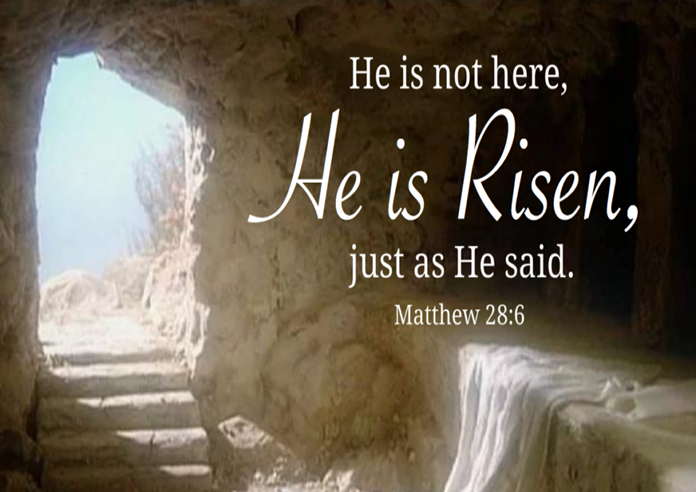 He is not here,
He is Risen,
just as He said.
Matthew 28:6